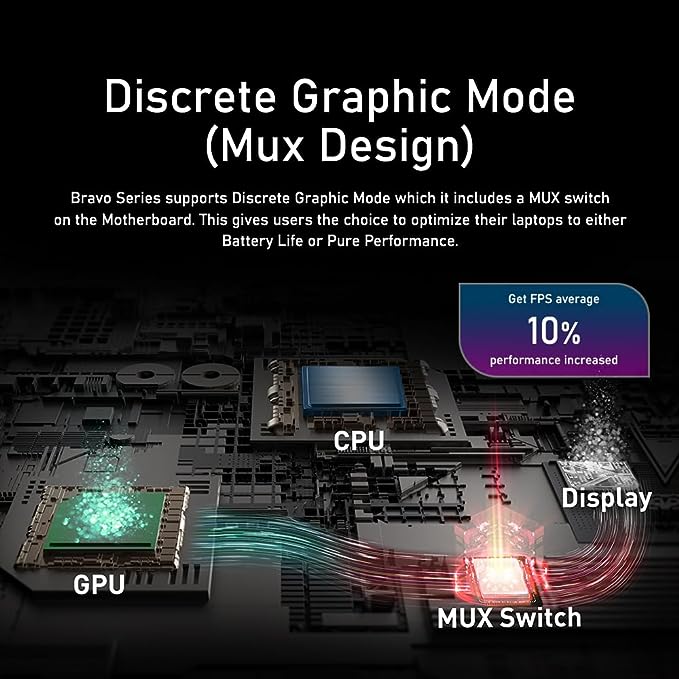 Discrete Graphic Mode
(Mux Design)
Bravo Series supports Discrete Graphic Mode which it includes a MUX switch
on the Motherboard. This gives users the choice to optimize their laptops to either
Battery Life or Pure Performance.
Get FPS average
10%
performance increased
CPU
Display
GPU
MUX Switch